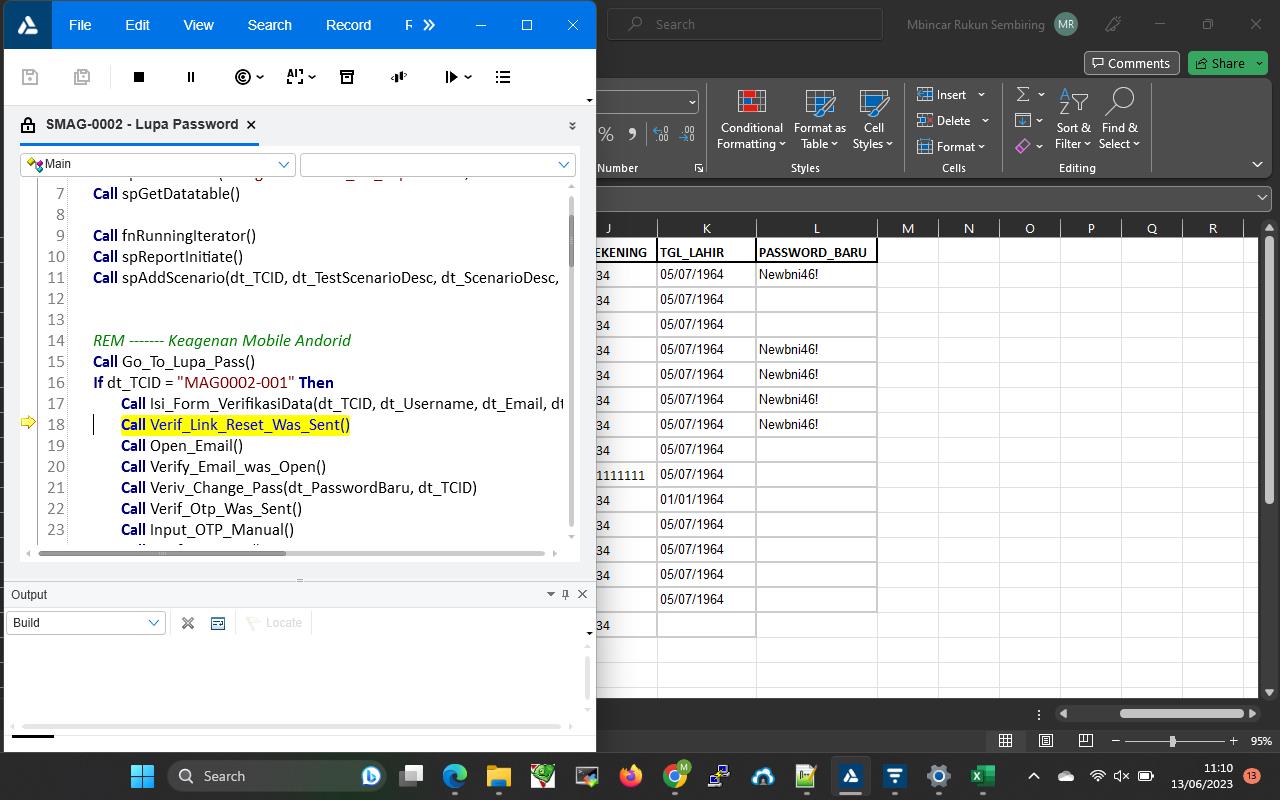 File Edit View Search Record
Search
Mbincar Rukun Sembiring MR
Comments
Share
SMAG-0002 - Lupa Password
Main
7 Call spGetDatatable()
8
9 Call fnRunningIterator()
10 Call spReportInitiate()
11 Call spAddScenario(dt_TCID, dt_TestScenarioDesc, dt_ScenarioDesc,
12
13
14 REM ------- Keagenan Mobile Andorid
15 Call Go_To_Lupa_Pass()
16 If dt_TCID = "MAG0002-001" Then
17 Call Isi_Form_VerifikasiData(dt_TCID, dt_Username, dt_Email, dt
18 Call Verif_Link_Reset_Was_Sent()
19 Call Open_Email()
20 Call Verify_Email_was_Open()
21 Call Veriv_Change_Pass(dt_PasswordBaru, dt_TCID)
22 Call Verif_Otp_Was_Sent()
23 Call Input_OTP_Manual()
Output
Build
Locate
Conditional Formatting
Format as Table
Cell Styles
Insert
Delete
Format
Sort & Filter
Find & Select
Number
Styles
Cells
Editing
J K L M N O P Q R
EKENING TGL_LAHIR PASSWORD_BARU
34 05/07/1964 Newbni46!
34 05/07/1964
34 05/07/1964
34 05/07/1964 Newbni46!
34 05/07/1964 Newbni46!
34 05/07/1964 Newbni46!
34 05/07/1964 Newbni46!
34 05/07/1964
1111111 05/07/1964
34 01/01/1964
34 05/07/1964
34 05/07/1964
34 05/07/1964
05/07/1964
34
95%
Search
11:10
13/06/2023
13